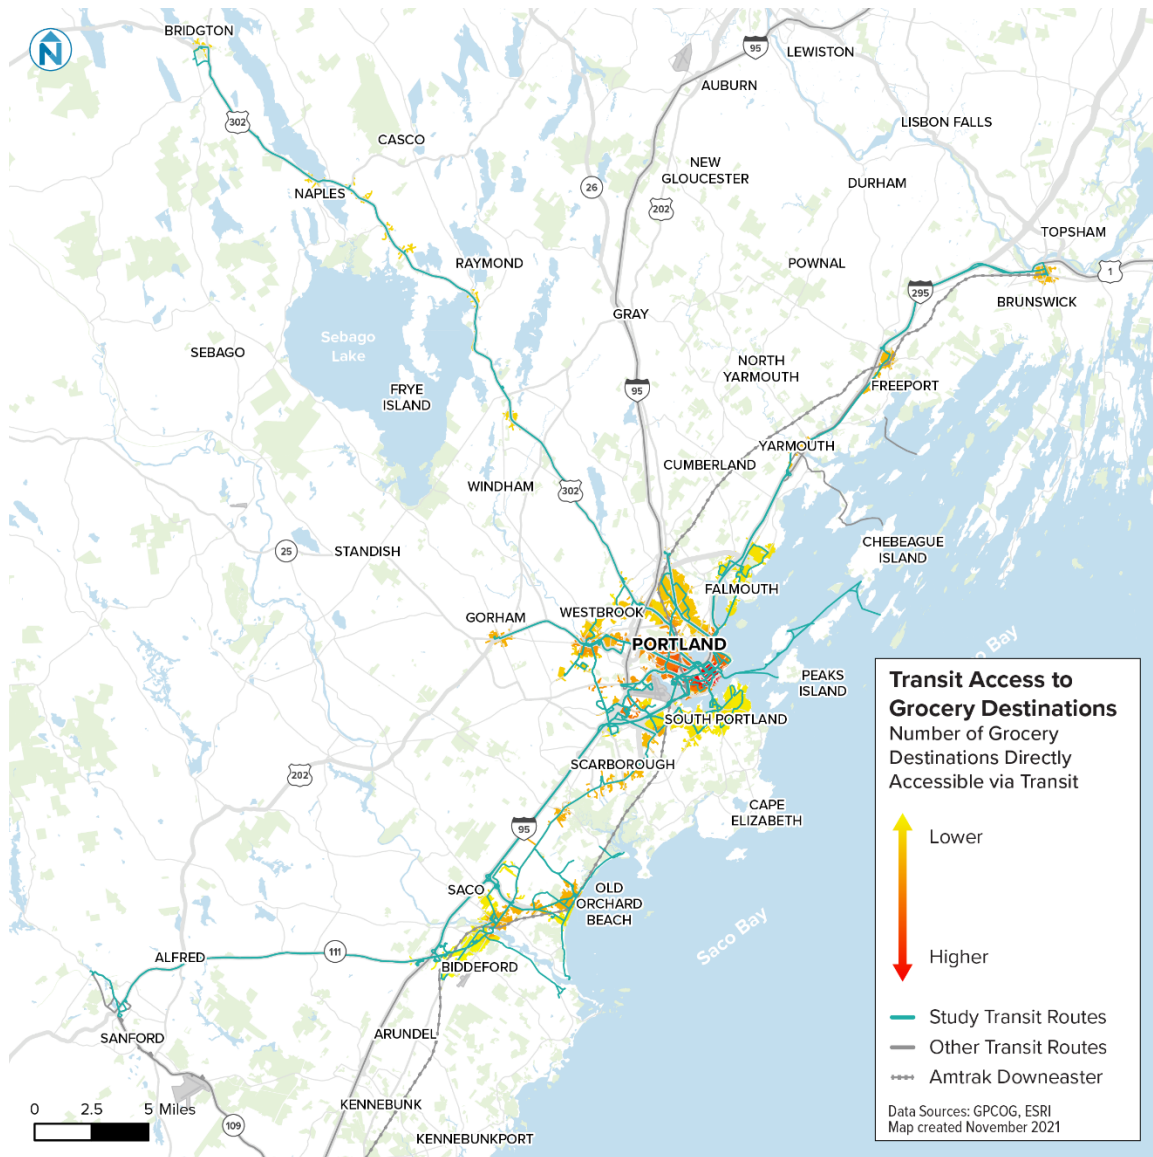 BRIDGTON
N
95
LEWISTON
AUBURN
302
LISBON FALLS
CASCO
NEW
GLOUCESTER
26
DURHAM
NAPLES
202
TOPSHAM
RAYMOND
POWNAL
1
295
BRUNSWICK
GRAY
Sebago
Lake
SEBAGO
NORTH
YARMOUTH
FREEPORT
FRYE
ISLAND
95
YARMOUTH
CUMBERLAND
WINDHAM
302
CHEBEAGUE
ISLAND
25
STANDISH
FALMOUTH
GORHAM
WESTBROOK
PORTLAND
Bay
PEAKS
ISLAND
SOUTH PORTLAND
SCARBOROUGH
202
CAPE
ELIZABETH
95
SACO
OLD
ORCHARD
BEACH
Saco Bay
ALFRED
111
BIDDEFORD
SANFORD
ARUNDEL
KENNEBUNK
109
KENNEBUNKPORT
0 2.5 5 Miles
Transit Access to
Grocery Destinations
Number of Grocery
Destinations Directly
Accessible via Transit
Lower
Higher
Study Transit Routes
Other Transit Routes
Amtrak Downeaster
Data Sources: GPCOG, ESRI
Map created November 2021